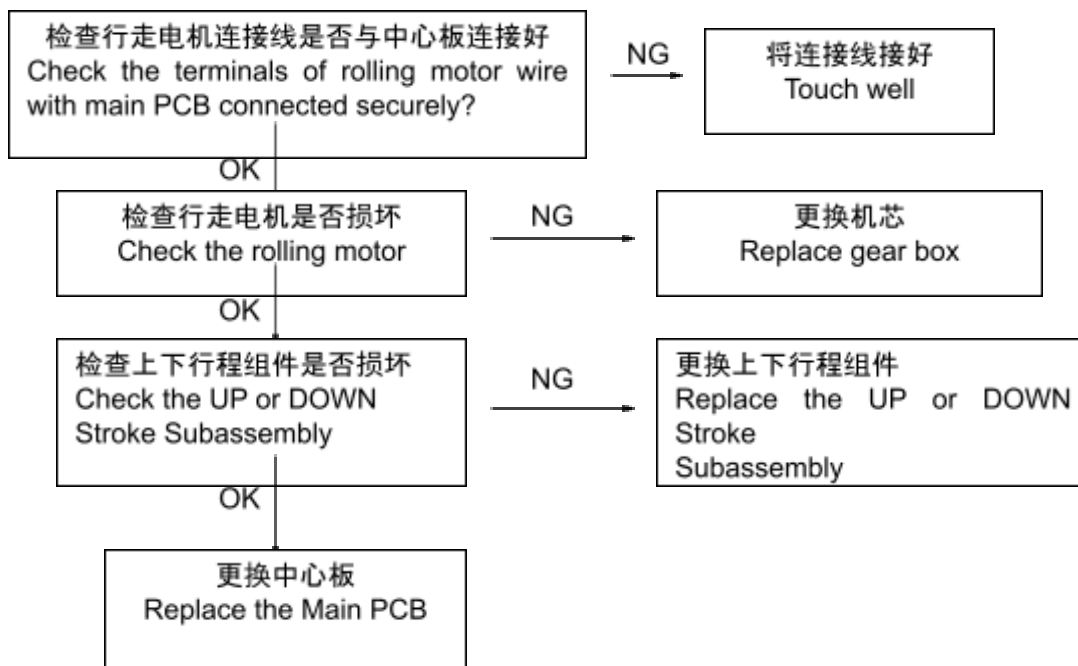 检查行走电机连接线是否与中心板连接好
Check the terminals of rolling motor wire
with main PCB connected securely?
NG
将连接线接好
Touch well
OK
检查行走电机是否损坏
Check the rolling motor
NG
更换机芯
Replace gear box
OK
检查上下行程组件是否损坏
Check the UP or DOWN
Stroke Subassembly
NG
更换上下行程组件
Replace the UP or DOWN
Stroke
Subassembly
OK
更换中心板
Replace the Main PCB